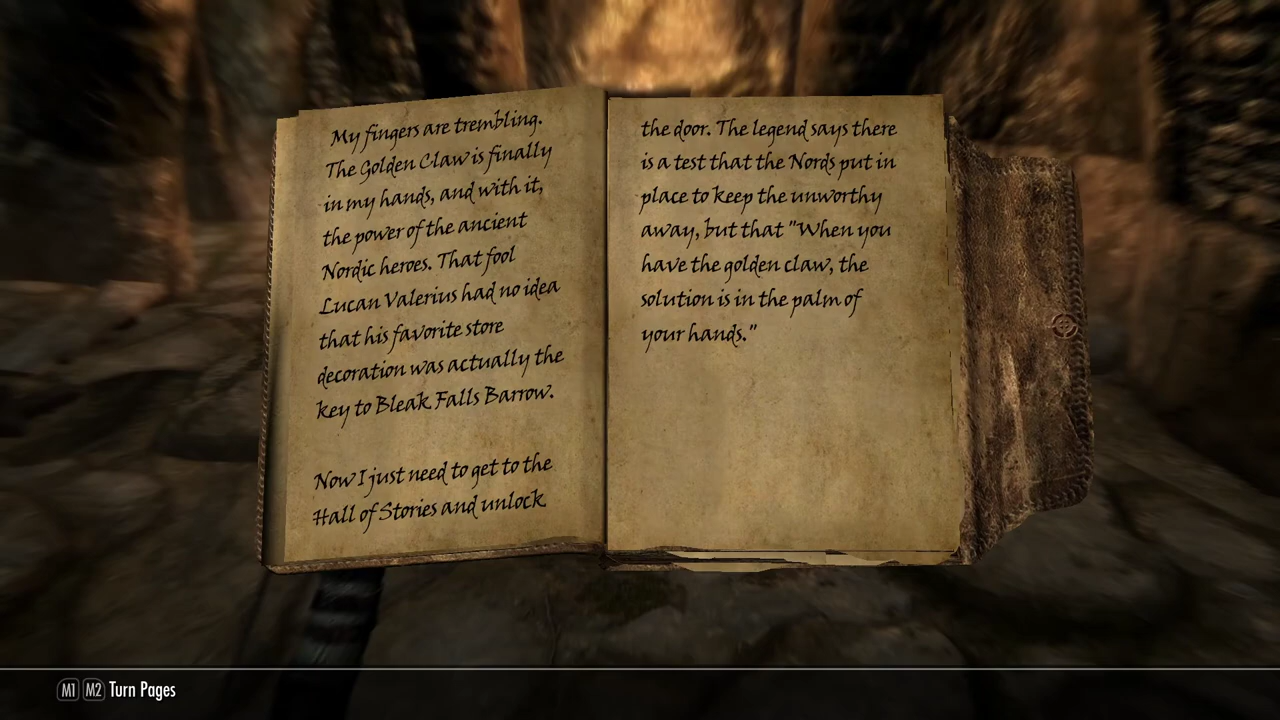 My fingers are trembling.
The Golden Claw is finally
in my hands, and with it,
the power of the ancient
Nordic heroes. That fool
Lucan Valerius had no idea
that his favorite store
decoration was actually the
key to Bleak Falls Barrow.
Now I just need to get to the
Hall of Stories and unlock
the door. The legend says there
is a test that the Nords put in
place to keep the unworthy
away, but that "When you
have the golden claw, the
solution is in the palm of
your hands."
M1 M2 Turn Pages